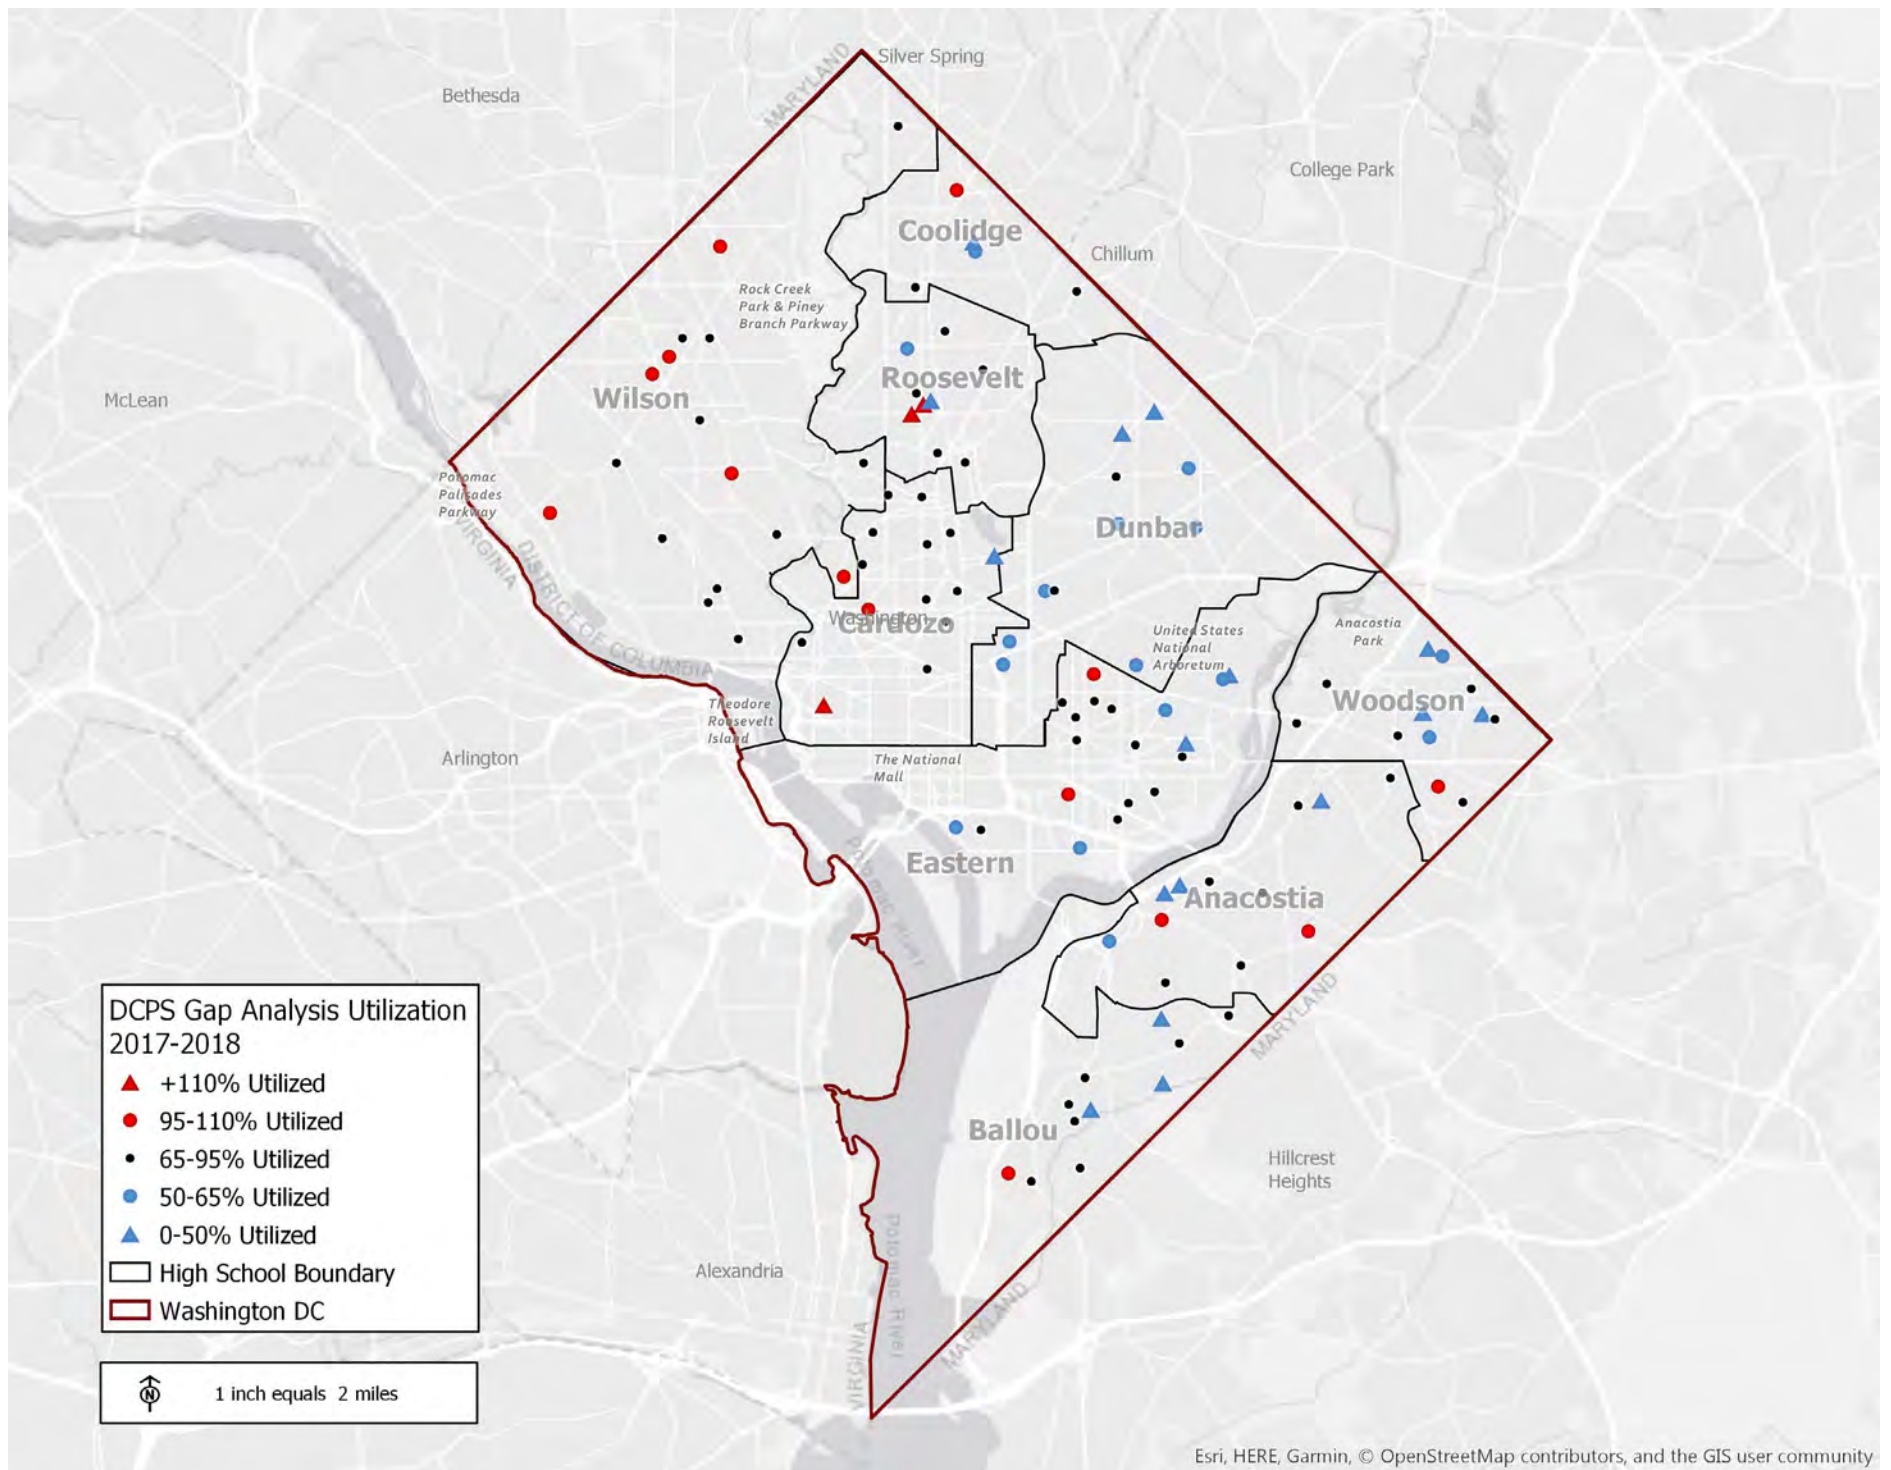 Silver Spring
MARYLAND
Bethesda
College Park
Coolidge
Chillum
Rock Creek
Park & Piney
Branch Parkway
Roosevelt
McLean
Wilson
Potomac
Palisades
Parkway
VIRGINIA
DISTRICT OF COLUMBIA
Dunbar
Washington
Cardozo
United States
National
Arboretum
Anacostia
Park
Woodson
Theodore
Roosevelt
Island
The National
Mall
Arlington
Eastern
Potomac River
Anacostia
MARYLAND
DCPS Gap Analysis Utilization
2017-2018
+110% Utilized
95-110% Utilized
65-95% Utilized
50-65% Utilized
0-50% Utilized
High School Boundary
Washington DC
Ballou
Hillcrest
Heights
Alexandria
Potomac River
MARYLAND
VIRGINIA
N
1 inch equals 2 miles
Esri, HERE, Garmin, © OpenStreetMap contributors, and the GIS user community